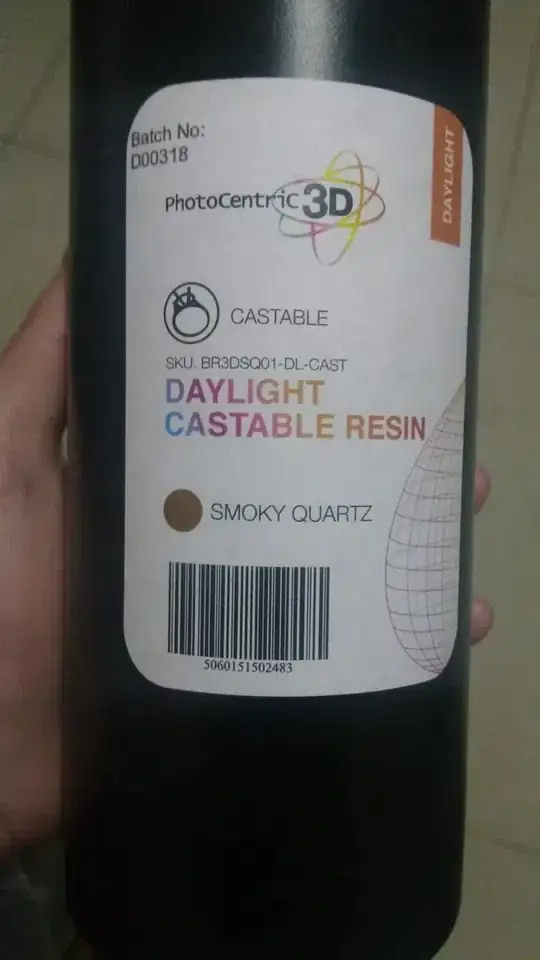 Batch No:
D00318
DAYLIGHT
PhotoCentric 3D
CASTABLE
SKU. BR3DSQ01-DL-CAST
DAYLIGHT
CASTABLE RESIN
SMOKY QUARTZ
5060151502483